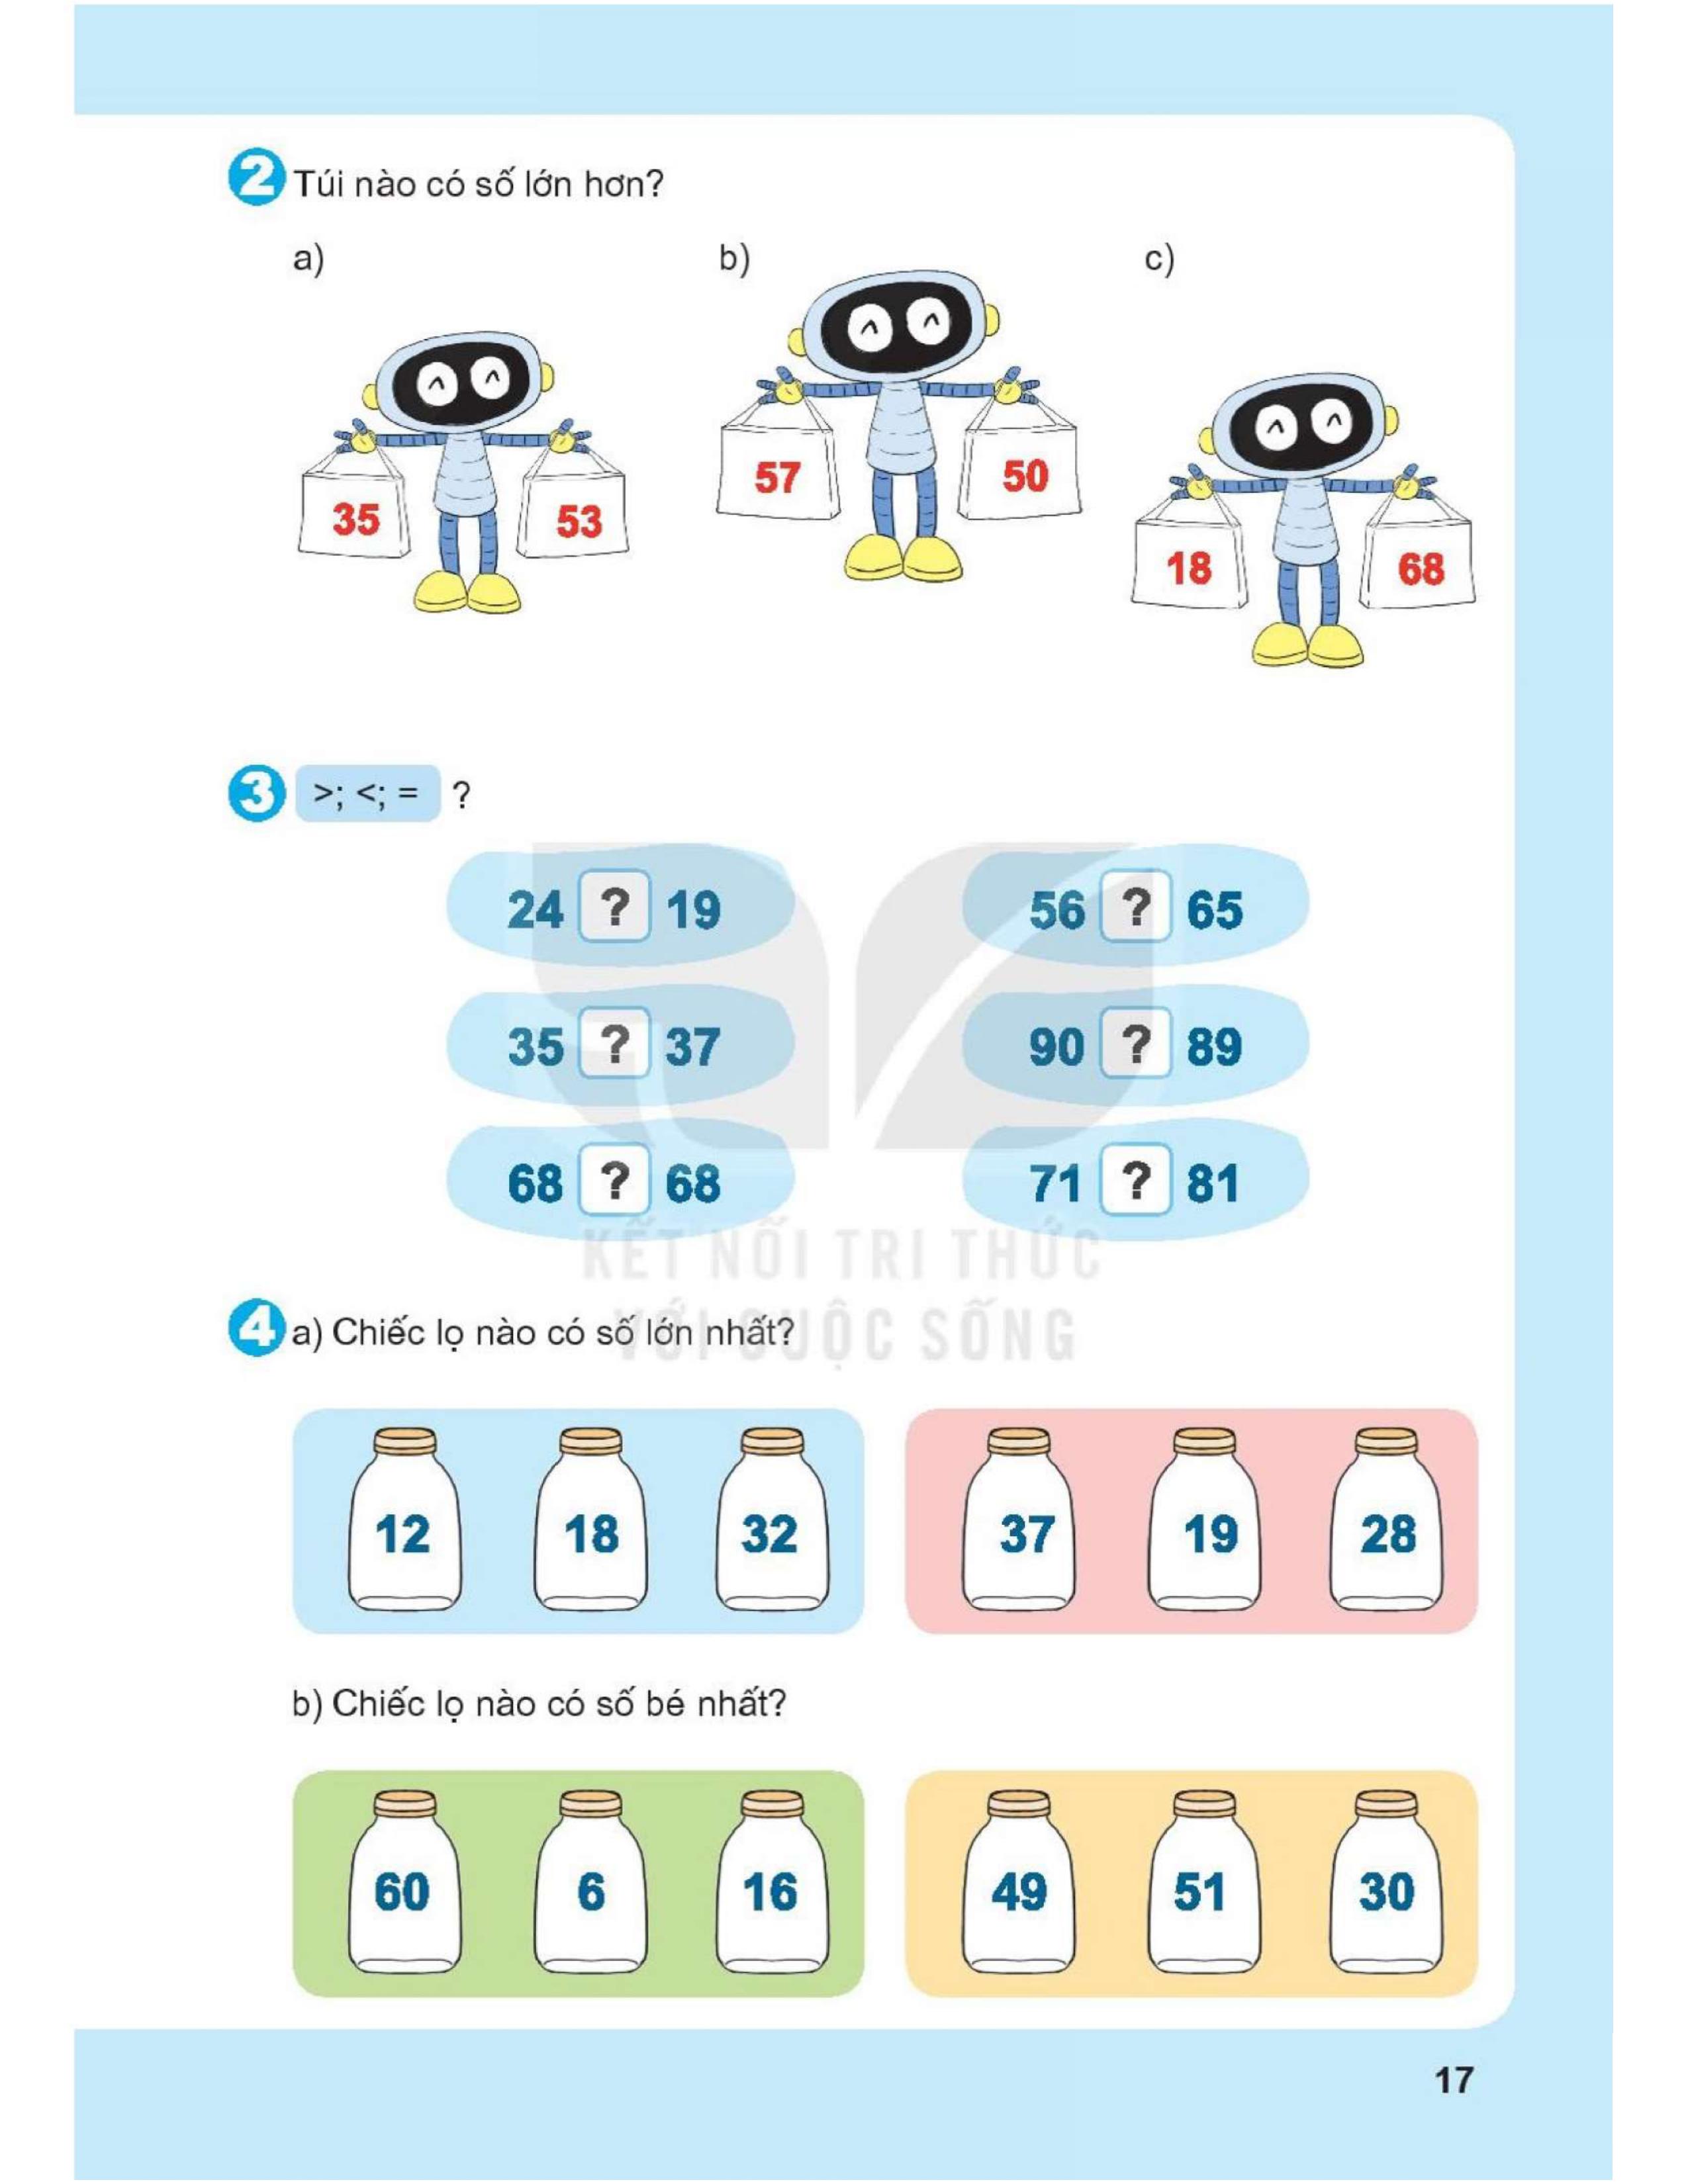 2 Túi nào có số lớn hơn?
a) b) c)
35 53 57 50 18 68
3 >; <; = ?
24 ? 19 56 ? 65
35 ? 37 90 ? 89
68 ? 68 71 ? 81
KẾT NỐI TRI THỨC
VỚI CUỘC SỐNG
4 a) Chiếc lọ nào có số lớn nhất?
12 18 32 37 19 28
b) Chiếc lọ nào có số bé nhất?
60 6 16 49 51 30
17